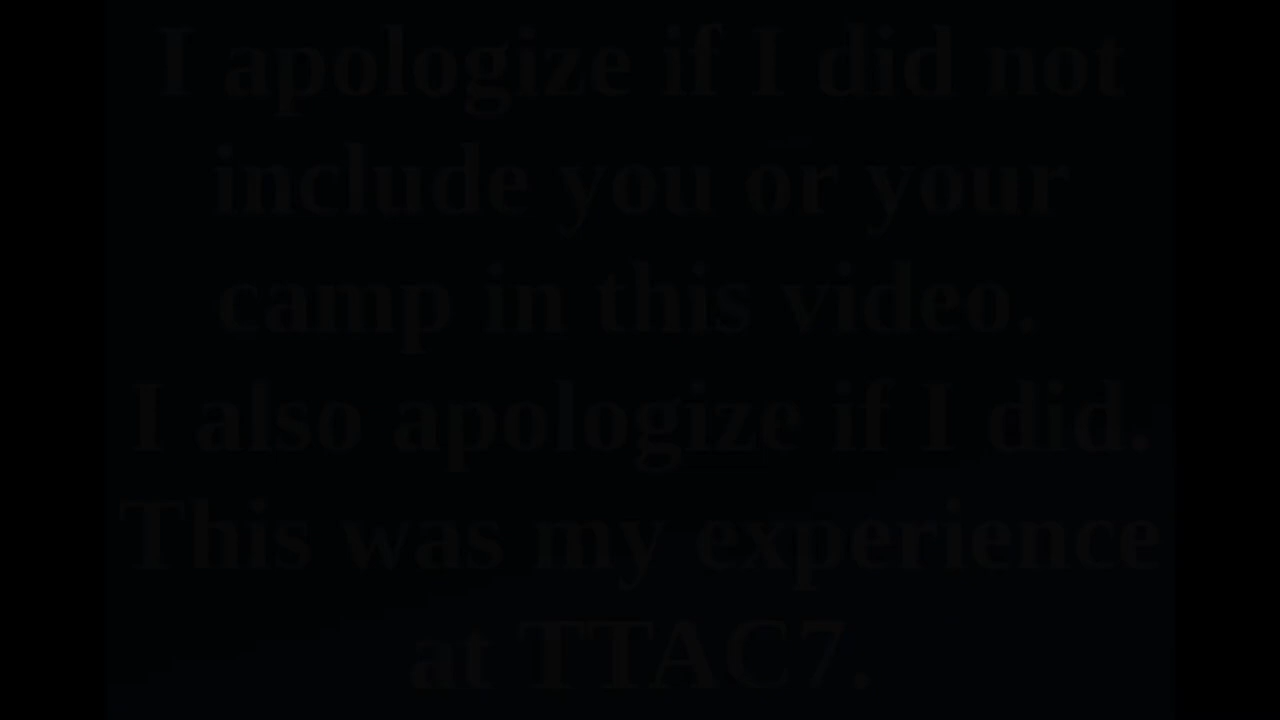 I apologize if I did not
include you or your
camp in this video.
I also apologize if I did.
This was my experience
at TTAC7.